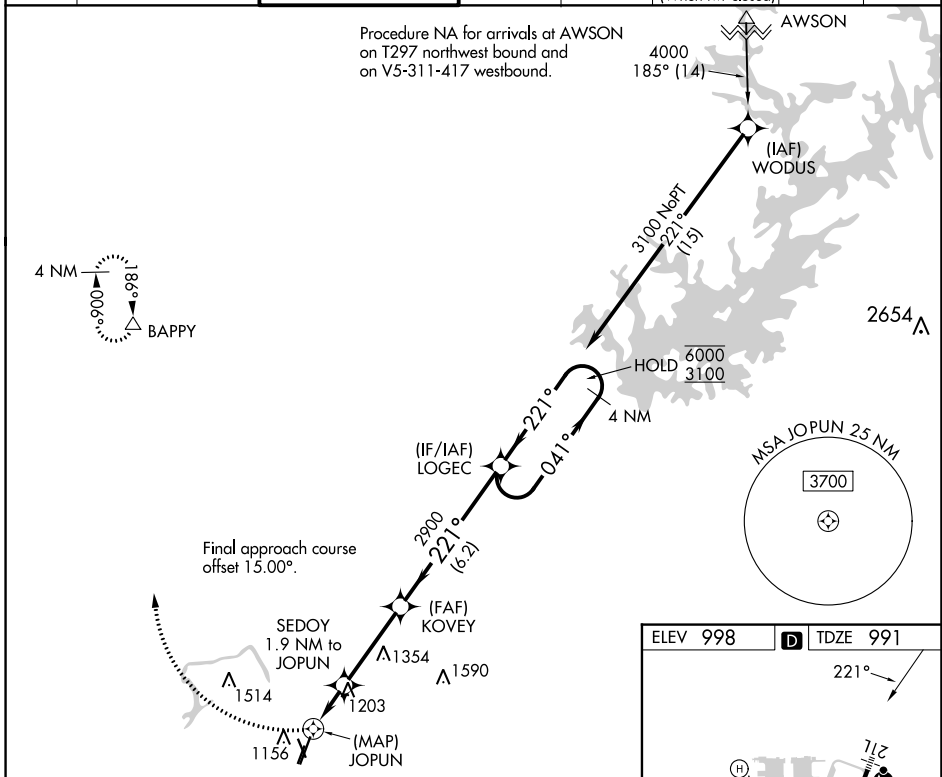 AWSON
Procedure NA for arrivals at AWSON
on T297 northwest bound and
on V5-311-417 westbound.
4000
185° (14)
(IAF)
WODUS
3100 NoPT
221°
(15)
4 NM
186°
006°
BAPPY
2654
HOLD 6000
3100
4 NM
221°
041°
(IF/IAF)
LOGEC
MSA JOPUN 25 NM
3700
2900
221°
(6.2)
Final approach course
offset 15.00°.
(FAF)
KOVEY
SEDOY
1.9 NM to
JOPUN
1354
1590
1514
1203
1156
(MAP)
JOPUN
ELEV 998 D TDZE 991
221°
21L
H